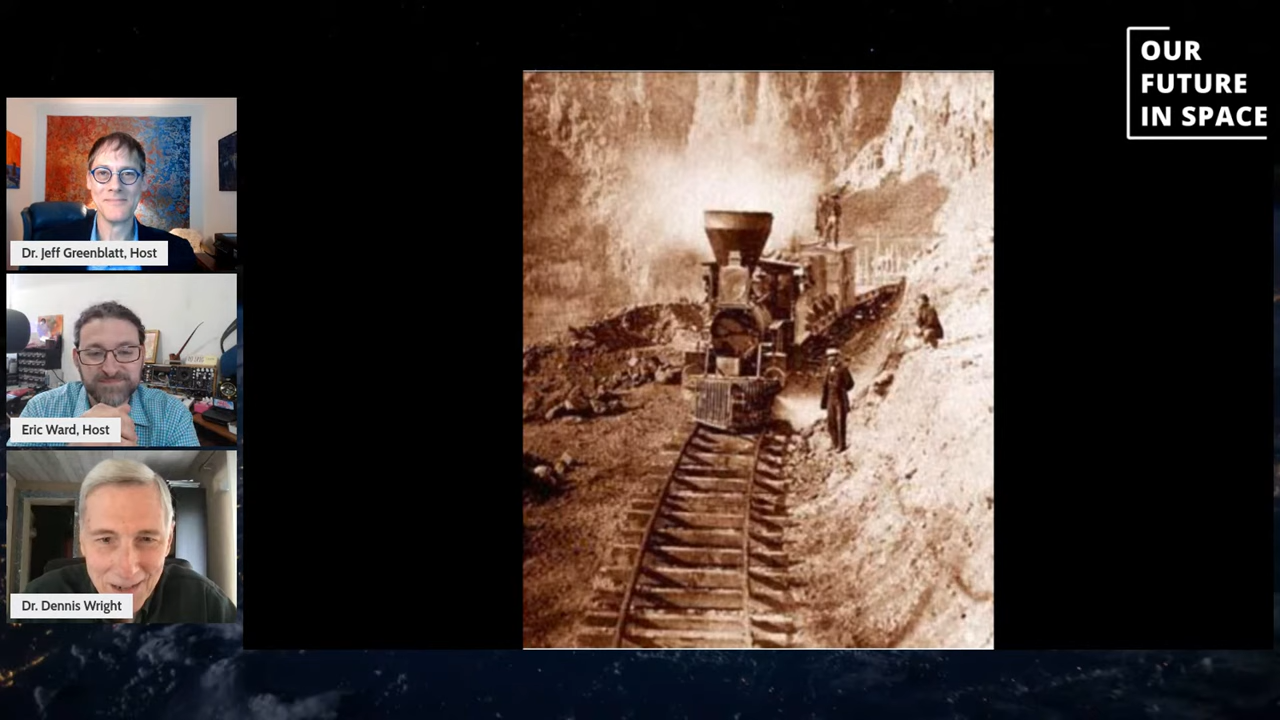 OUR
FUTURE
IN SPACE
Dr. Jeff Greenblatt, Host
Eric Ward, Host
Dr. Dennis Wright